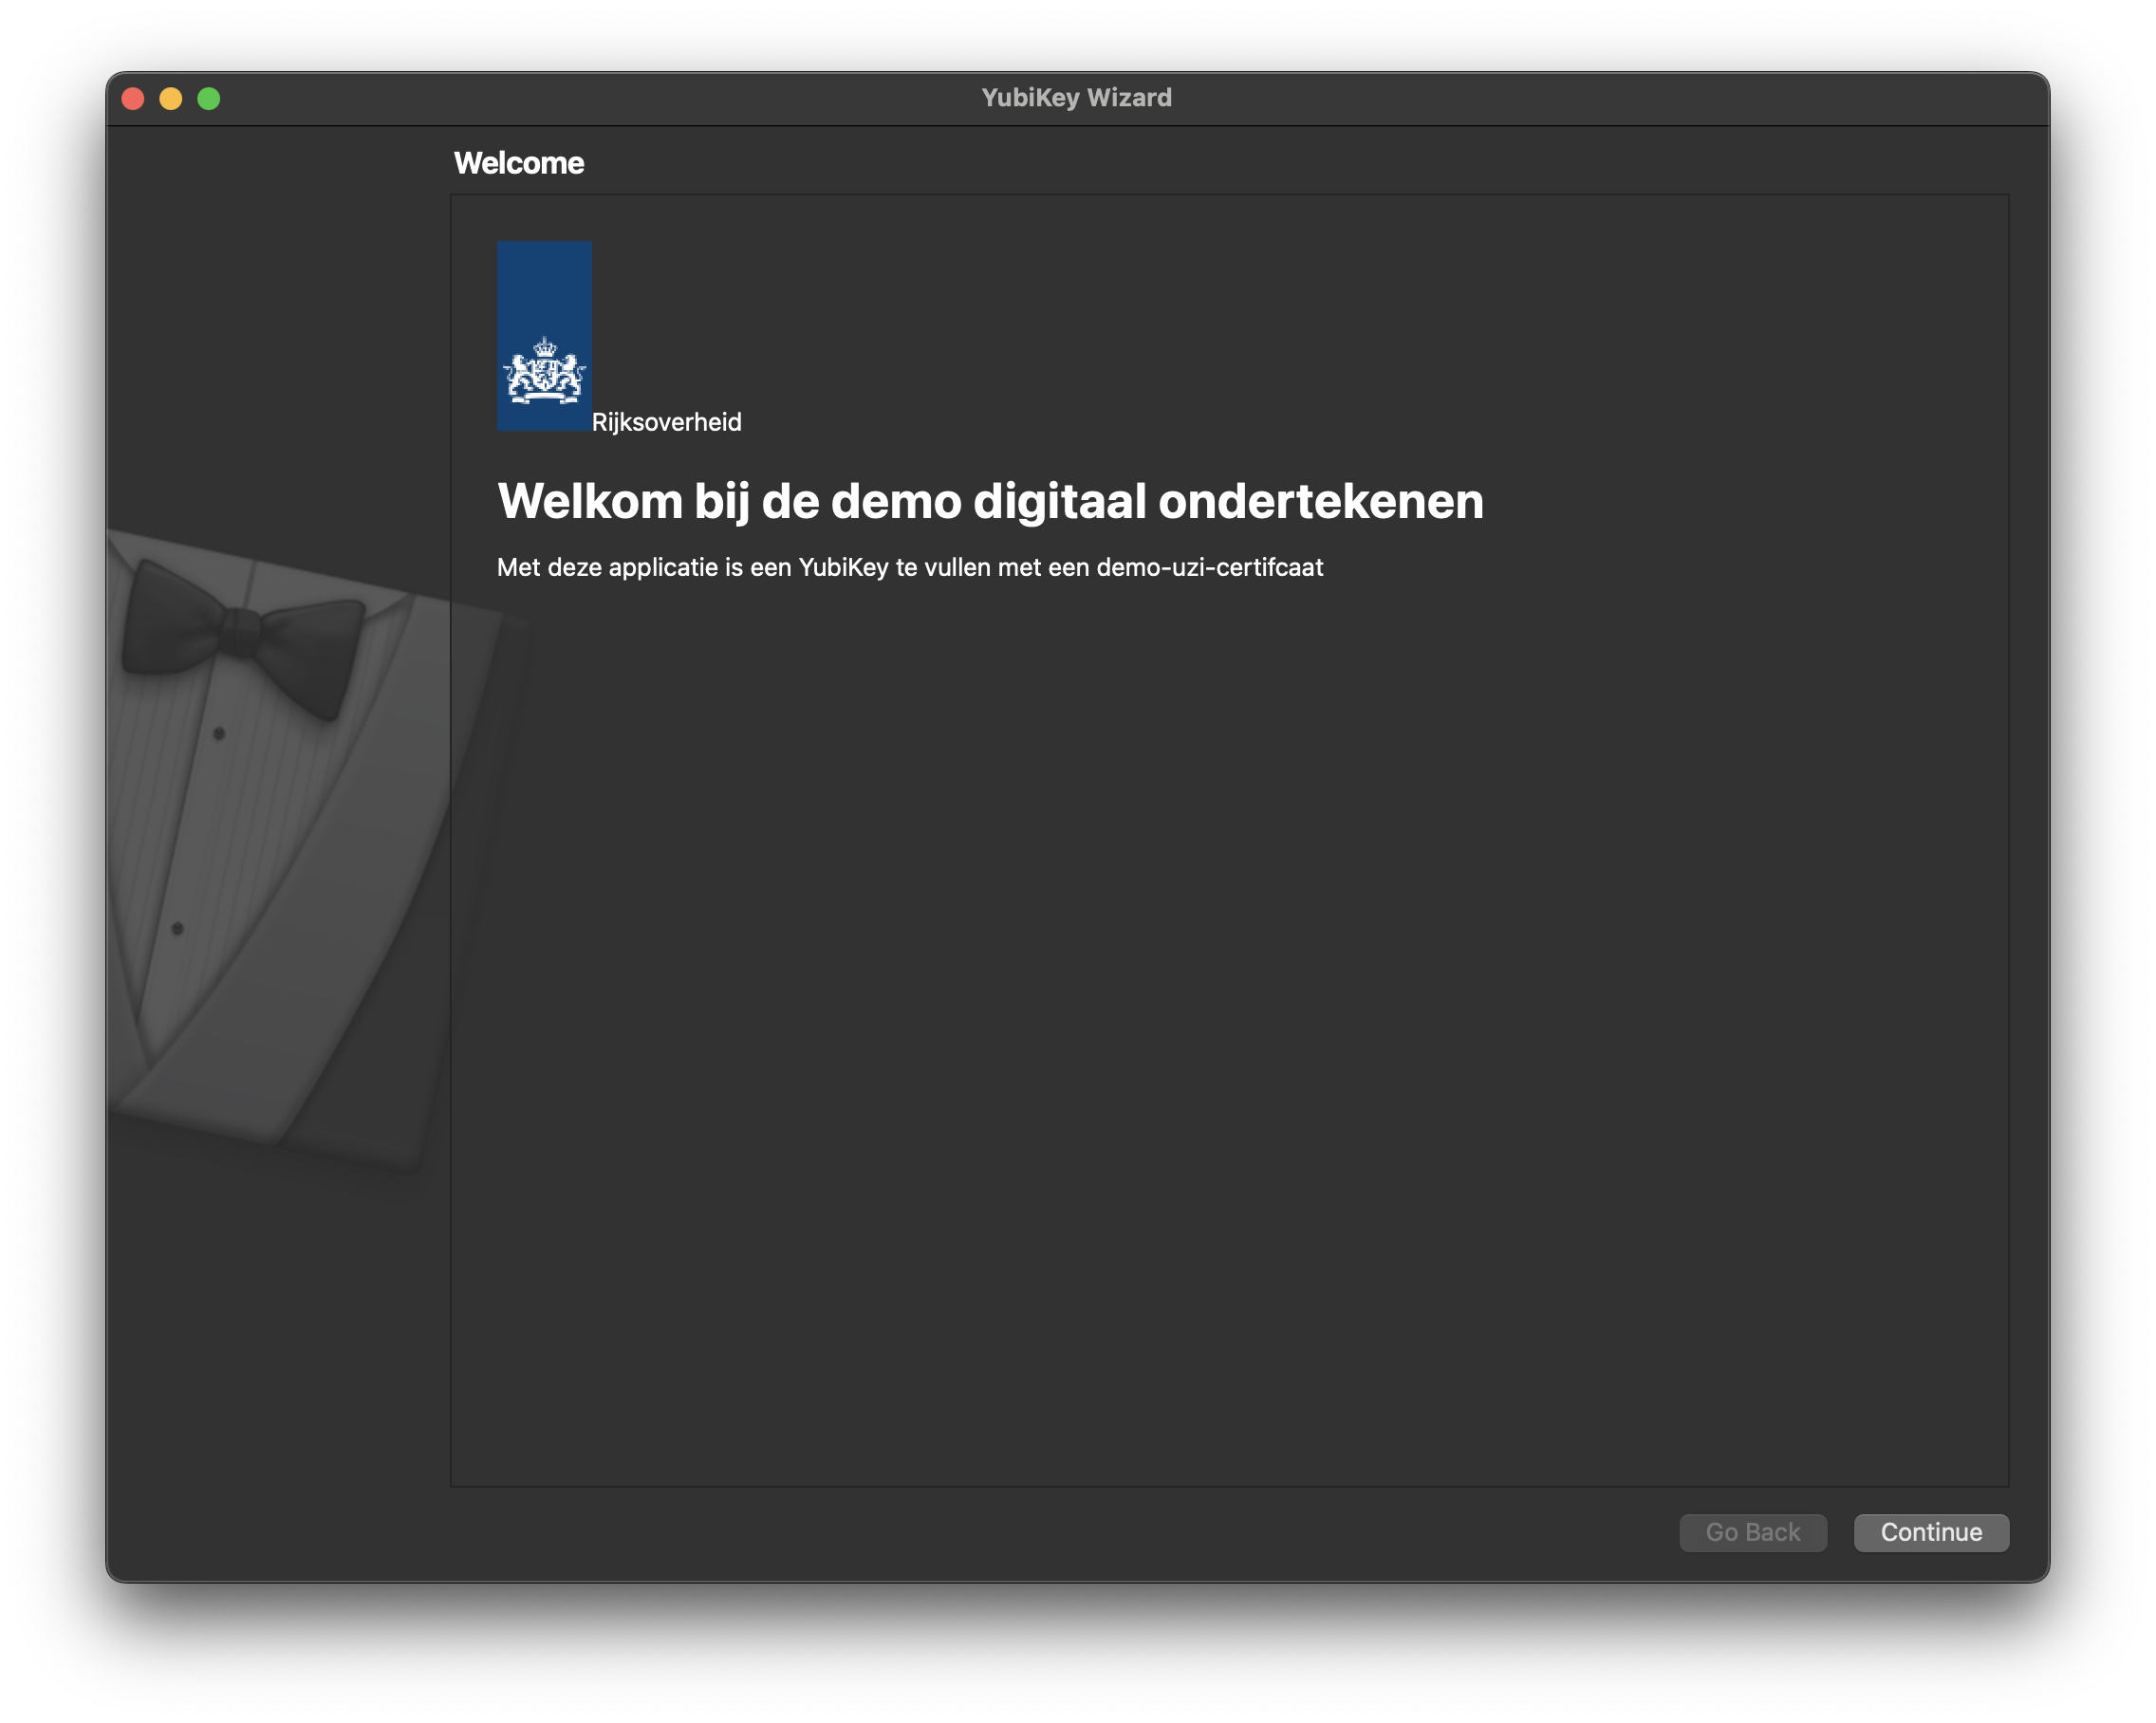 YubiKey Wizard
Welcome
Rijksoverheid
Welkom bij de demo digitaal ondertekenen
Met deze applicatie is een YubiKey te vullen met een demo-uzi-certifcaat
Go Back
Continue